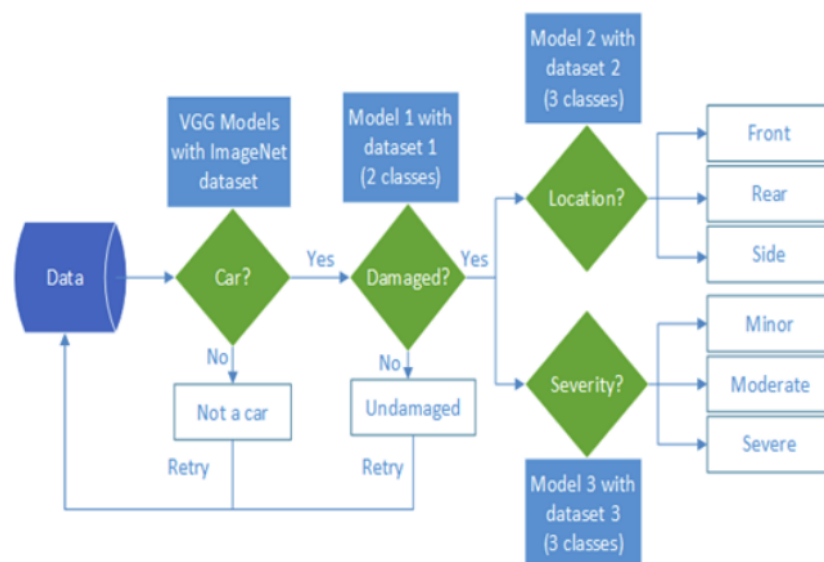 VGG Models
with ImageNet
dataset
Model 1 with
dataset 1
(2 classes)
Model 2 with
dataset 2
(3 classes)
Data
Car?
Yes
Damaged?
Yes
Location?
Front
Rear
Side
No
Not a car
Retry
No
Undamaged
Retry
Severity?
Minor
Moderate
Severe
Model 3 with
dataset 3
(3 classes)